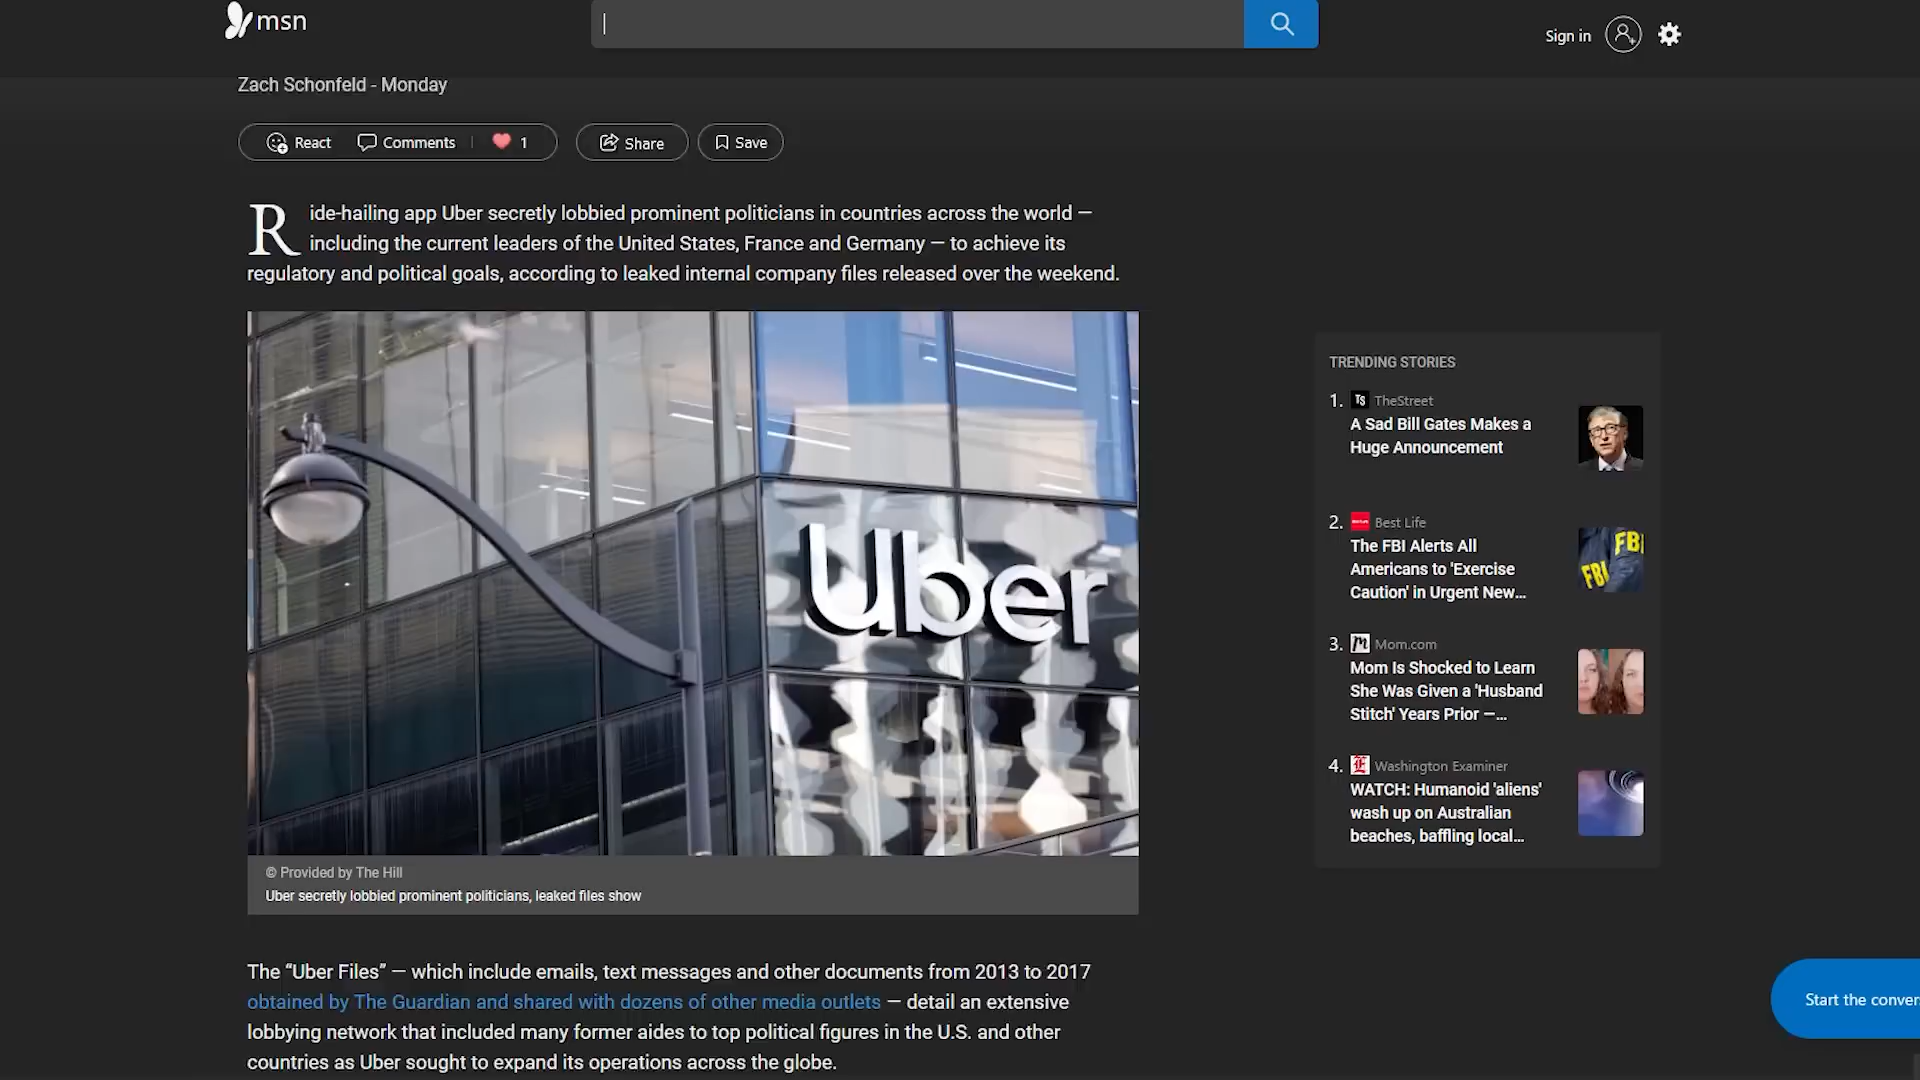 msn
Sign in
Zach Schonfeld - Monday
React Comments 1 Share Save
Ride-hailing app Uber secretly lobbied prominent politicians in countries across the world —
including the current leaders of the United States, France and Germany — to achieve its
regulatory and political goals, according to leaked internal company files released over the weekend.
Uber
© Provided by The Hill
Uber secretly lobbied prominent politicians, leaked files show
The “Uber Files” — which include emails, text messages and other documents from 2013 to 2017
obtained by The Guardian and shared with dozens of other media outlets — detail an extensive
lobbying network that included many former aides to top political figures in the U.S. and other
countries as Uber sought to expand its operations across the globe.
TRENDING STORIES
1. TS TheStreet
A Sad Bill Gates Makes a
Huge Announcement
2. Best Life
The FBI Alerts All
Americans to 'Exercise
Caution' in Urgent New...
FBI
FBI
3. m Mom.com
Mom Is Shocked to Learn
She Was Given a 'Husband
Stitch' Years Prior —...
4. E Washington Examiner
WATCH: Humanoid 'aliens'
wash up on Australian
beaches, baffling local...
Start the conver